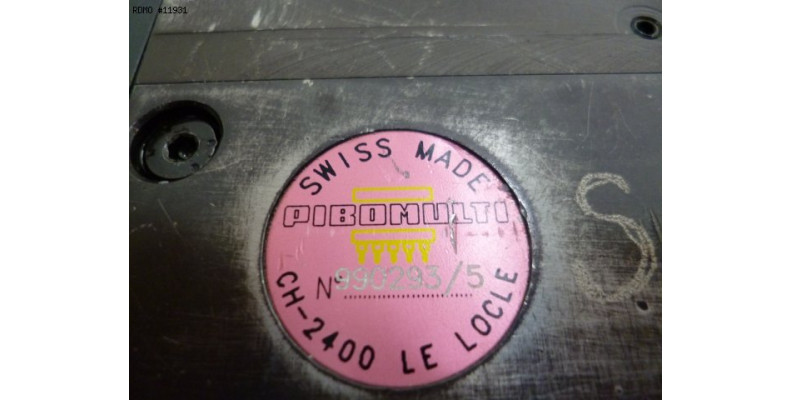 RDMO #11931
SWISS MADE
PIBOMULTI
N° 990293/5
CH-2400 LE LOCLE
S